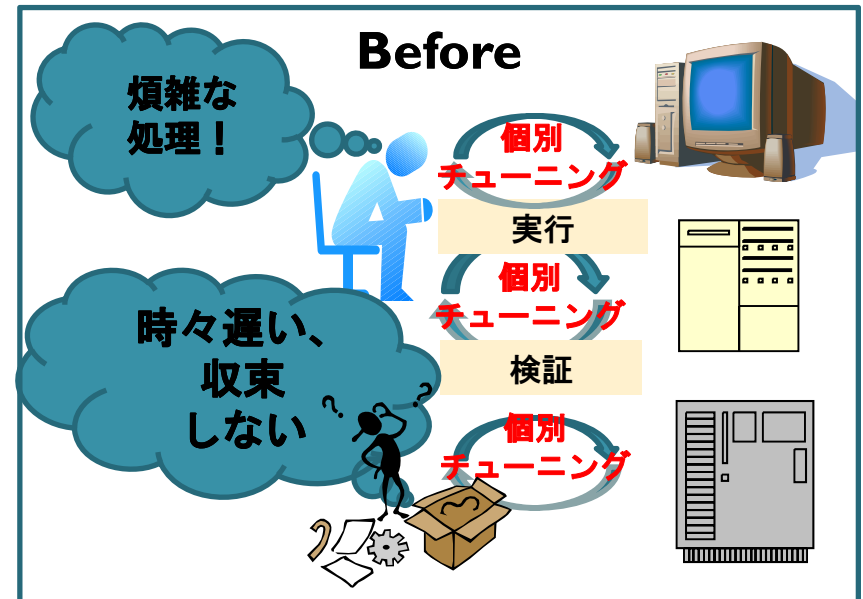 Before
煩雑な
処理！
個別
チューニング
実行
個別
チューニング
時々遅い、
収束
しない
検証
個別
チューニング
? ?